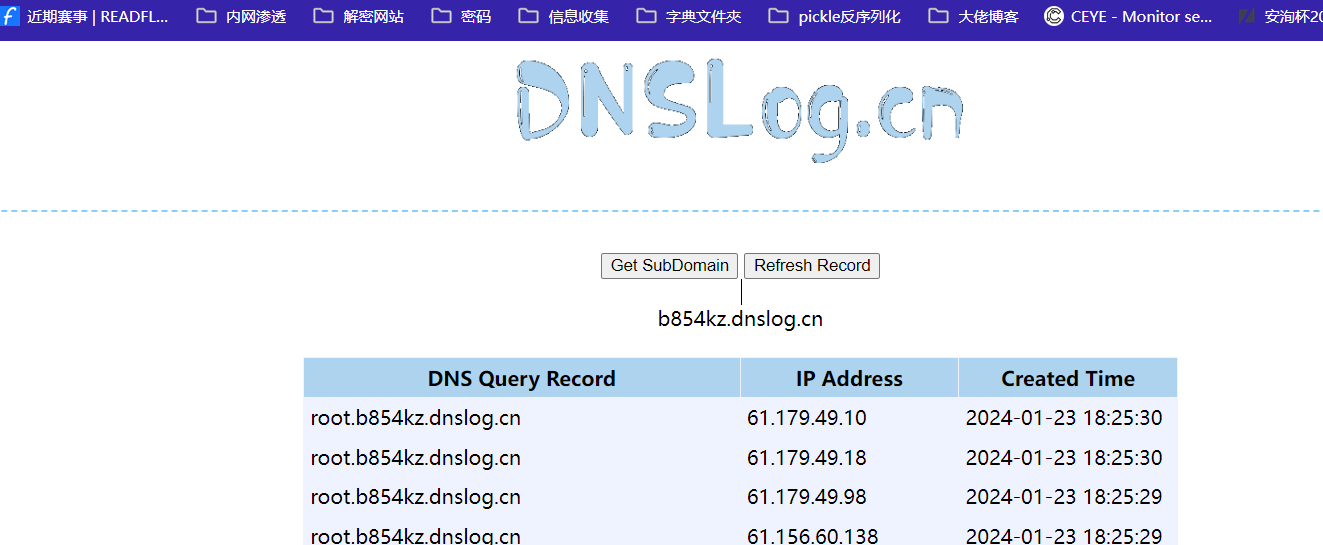 近期赛事 | READFL... 内网渗透 解密网站 密码 信息收集 字典文件夹 pickle反序列化 大佬博客 CEYE - Monitor se... 安洵杯20
DNSLog.cn
Get SubDomain Refresh Record
b854kz.dnslog.cn
DNS Query Record IP Address Created Time
root.b854kz.dnslog.cn 61.179.49.10 2024-01-23 18:25:30
root.b854kz.dnslog.cn 61.179.49.18 2024-01-23 18:25:30
root.b854kz.dnslog.cn 61.179.49.98 2024-01-23 18:25:29
root.b854kz.dnslog.cn 61.156.60.138 2024-01-23 18:25:29